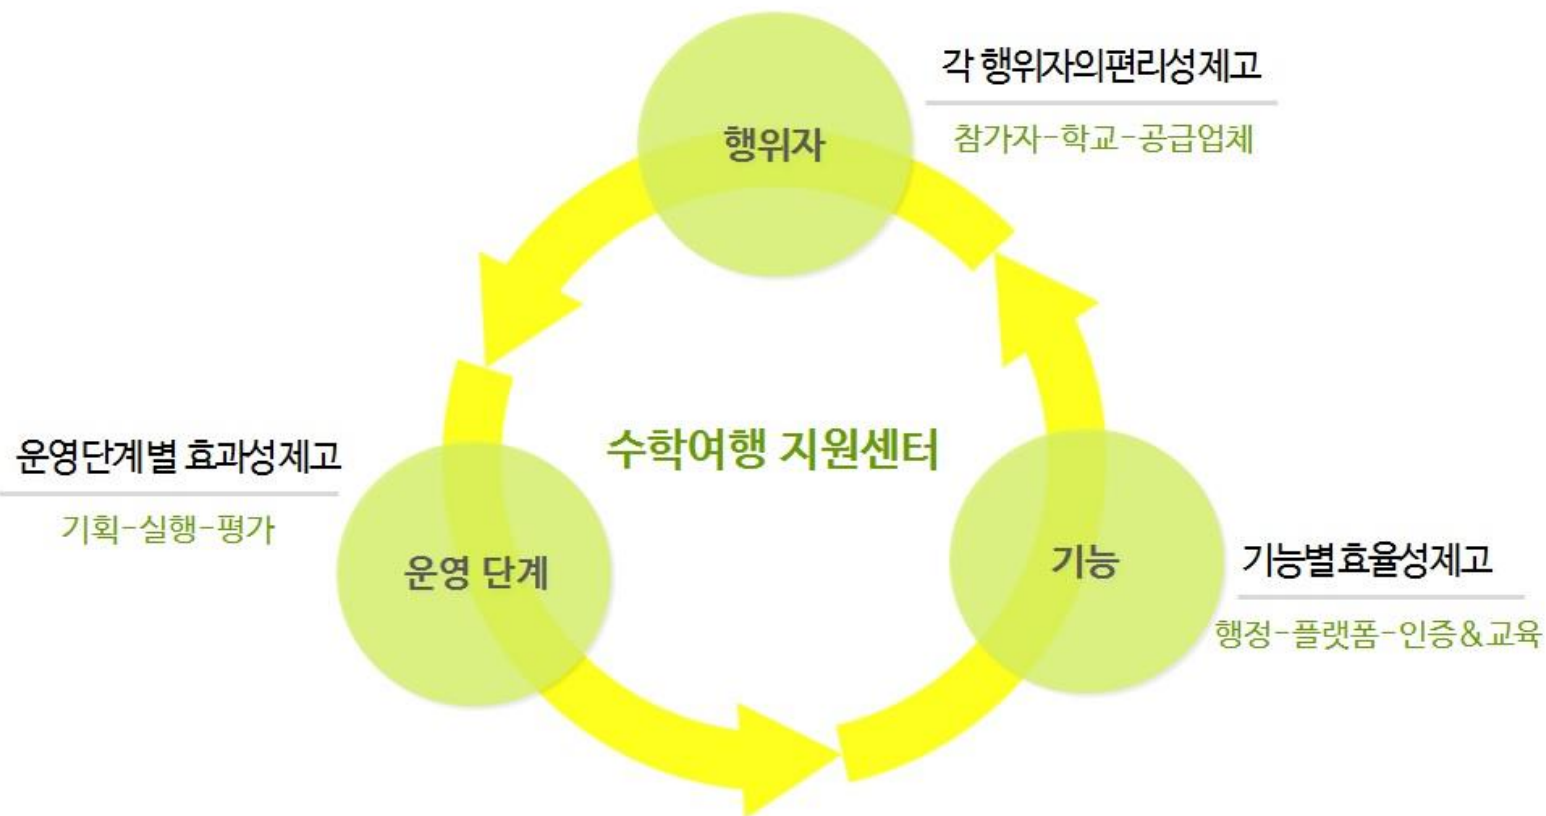 각 행위자의 편리성 제고
참가자-학교-공급업체
행위자
수학여행 지원센터
운영단계별 효과성 제고
기획-실행-평가
운영 단계
기능
기능별 효율성 제고
행정-플랫폼-인증&교육